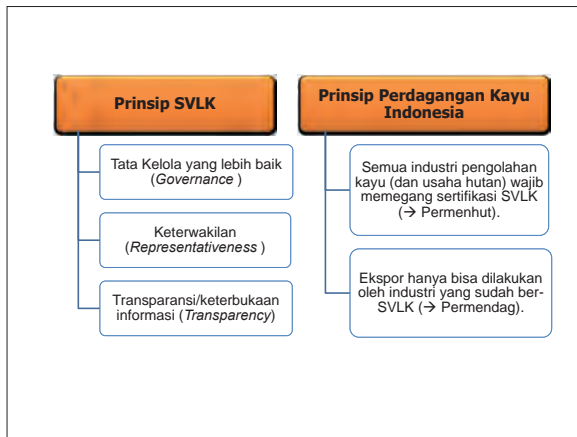 Prinsip SVLK
Tata Kelola yang lebih baik
(Governance )
Keterwakilan
(Representativeness )
Transparansi/keterbukaan
informasi (Transparency)
Prinsip Perdagangan Kayu
Indonesia
Semua industri pengolahan
kayu (dan usaha hutan) wajib
memegang sertifikasi SVLK
(→ Permenhut).
Ekspor hanya bisa dilakukan
oleh industri yang sudah ber-
SVLK (→ Permendag).